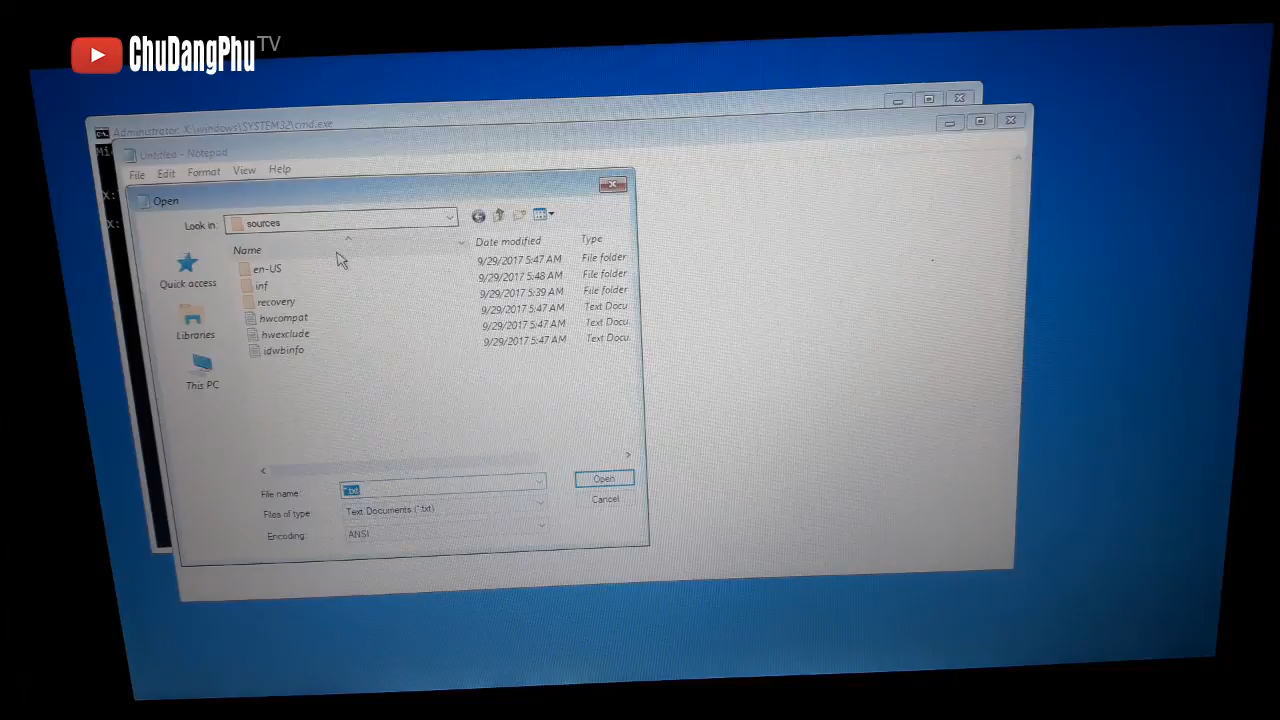 ChuDangPhu TV
Administrator: X:\windows\SYSTEM32\cmd.exe
Untitled - Notepad
File Edit Format View Help
Open
Look in: sources
Name Date modified Type
en-US 9/29/2017 5:47 AM File folder
inf 9/29/2017 5:48 AM File folder
recovery 9/29/2017 5:39 AM File folder
hwcompat 9/29/2017 5:47 AM Text Docu
hwexclude 9/29/2017 5:47 AM Text Docu.
idwbinfo 9/29/2017 5:47 AM Text Docu.
Quick access
Libraries
This PC
File name: *.txt Open
Files of type: Text Documents (*.txt) Cancel
Encoding: ANSI
X:
X: